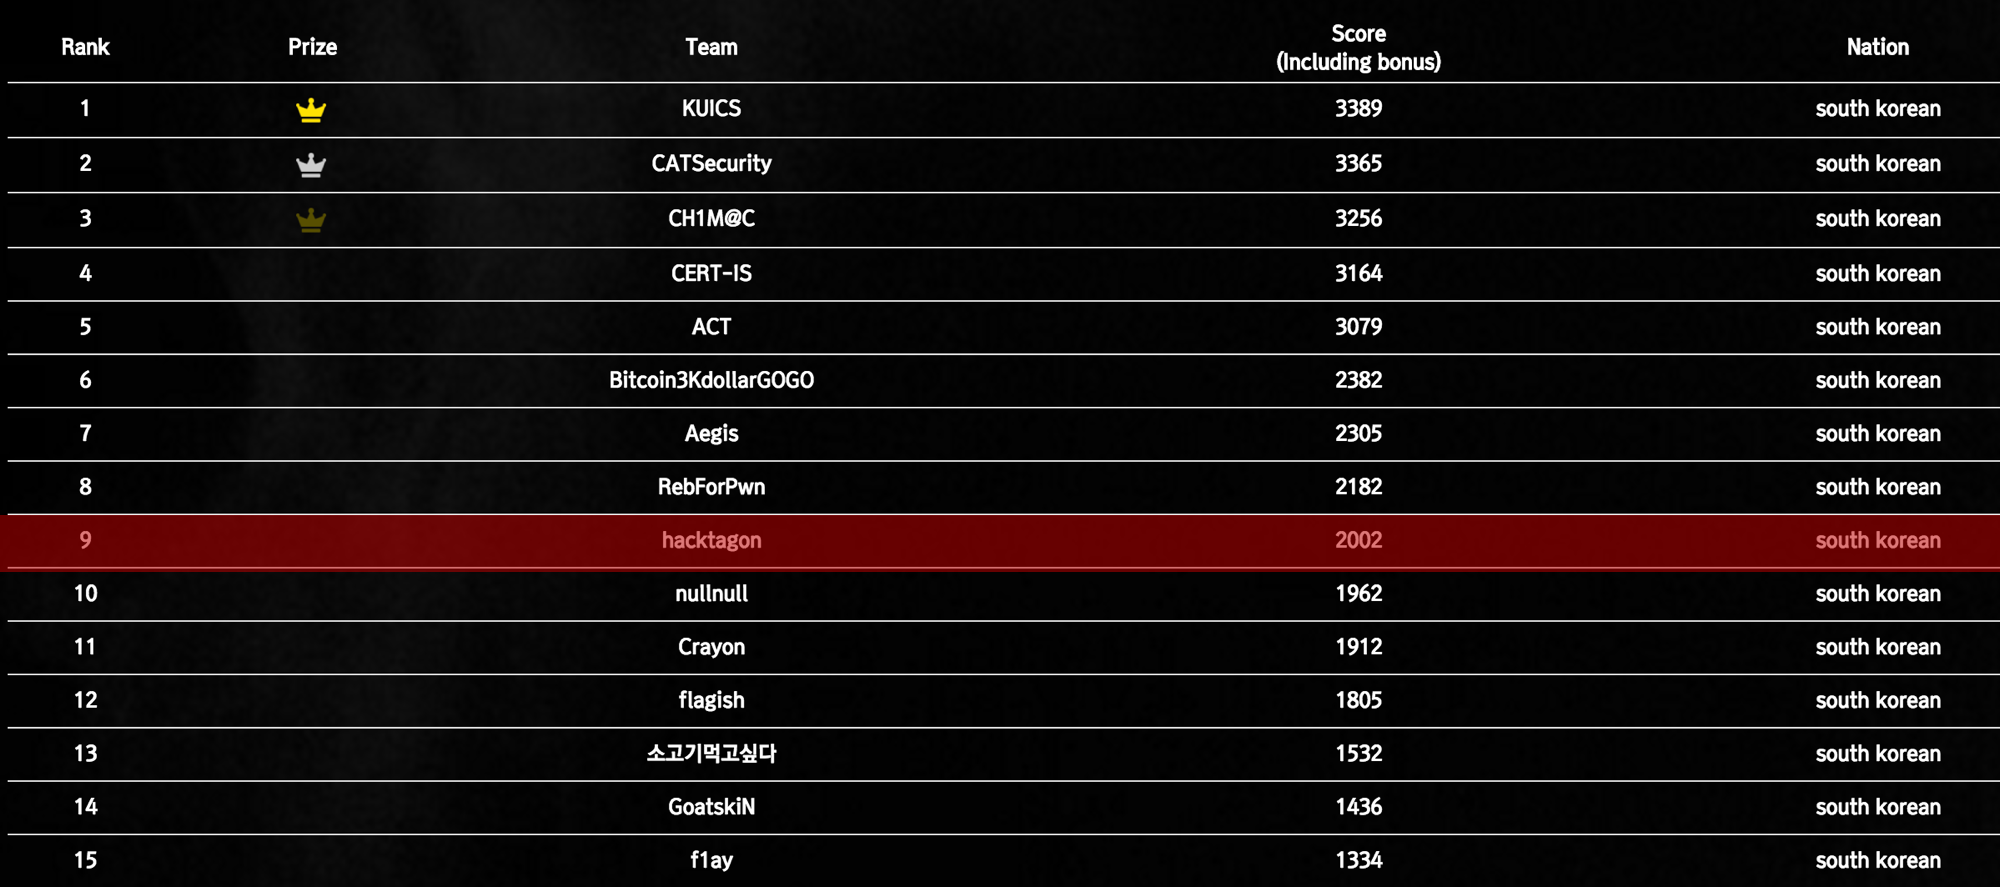 Rank Prize Team Score (Including bonus) Nation
1 KUICS 3389 south korean
2 CATSecurity 3365 south korean
3 CH1M@C 3256 south korean
4 CERT-IS 3164 south korean
5 ACT 3079 south korean
6 Bitcoin3KdollarGOGO 2382 south korean
7 Aegis 2305 south korean
8 RebForPwn 2182 south korean
9 hacktagon 2002 south korean
10 nullnull 1962 south korean
11 Crayon 1912 south korean
12 flagish 1805 south korean
13 소고기먹고싶다 1532 south korean
14 GoatskiN 1436 south korean
15 f1ay 1334 south korean